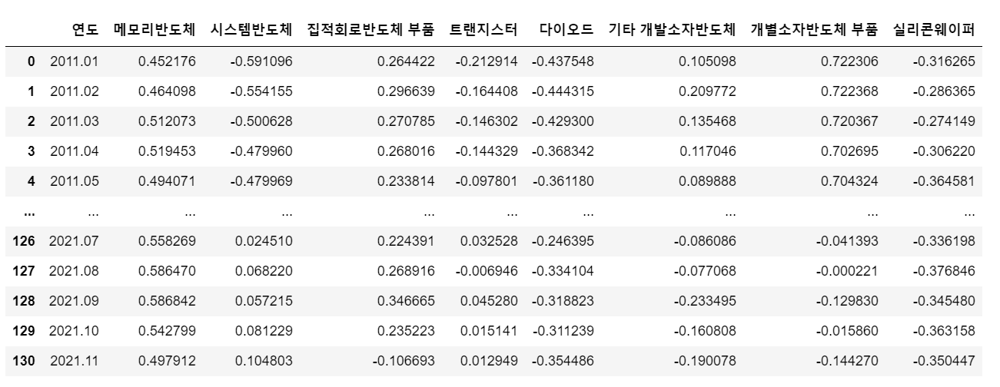 연도 메모리반도체 시스템반도체 집적회로반도체 부품 트랜지스터 다이오드 기타 개발소자반도체 개별소자반도체 부품 실리콘웨이퍼
0 2011.01 0.452176 -0.591096 0.264422 -0.212914 -0.437548 0.105098 0.722306 -0.316265
1 2011.02 0.464098 -0.554155 0.296639 -0.164408 -0.444315 0.209772 0.722368 -0.286365
2 2011.03 0.512073 -0.500628 0.270785 -0.146302 -0.429300 0.135468 0.720367 -0.274149
3 2011.04 0.519453 -0.479960 0.268016 -0.144329 -0.368342 0.117046 0.702695 -0.306220
4 2011.05 0.494071 -0.479969 0.233814 -0.097801 -0.361180 0.089888 0.704324 -0.364581
... ... ... ... ... ... ... ... ... ...
126 2021.07 0.558269 0.024510 0.224391 0.032528 -0.246395 -0.086086 -0.041393 -0.336198
127 2021.08 0.586470 0.068220 0.268916 -0.006946 -0.334104 -0.077068 -0.000221 -0.376846
128 2021.09 0.586842 0.057215 0.346665 0.045280 -0.318823 -0.233495 -0.129830 -0.345480
129 2021.10 0.542799 0.081229 0.235223 0.015141 -0.311239 -0.160808 -0.015860 -0.363158
130 2021.11 0.497912 0.104803 -0.106693 0.012949 -0.354486 -0.190078 -0.144270 -0.350447